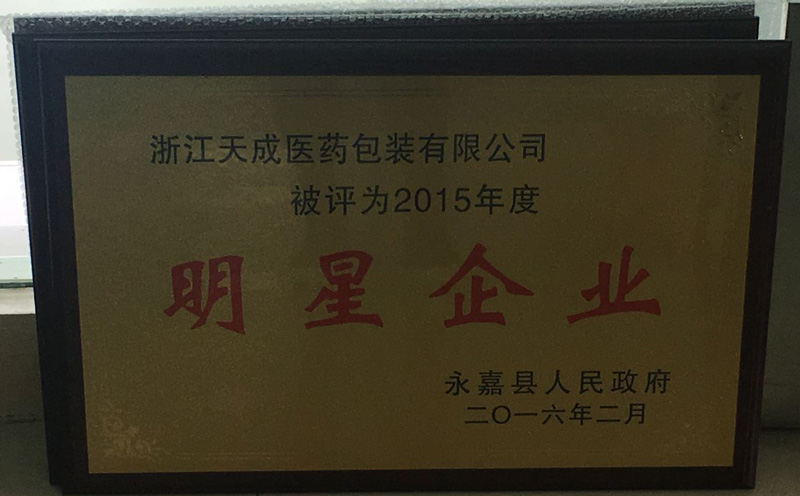 浙江天成医药包装有限公司
被评为2015年度
明星企业
永嘉县人民政府
二〇一六年二月